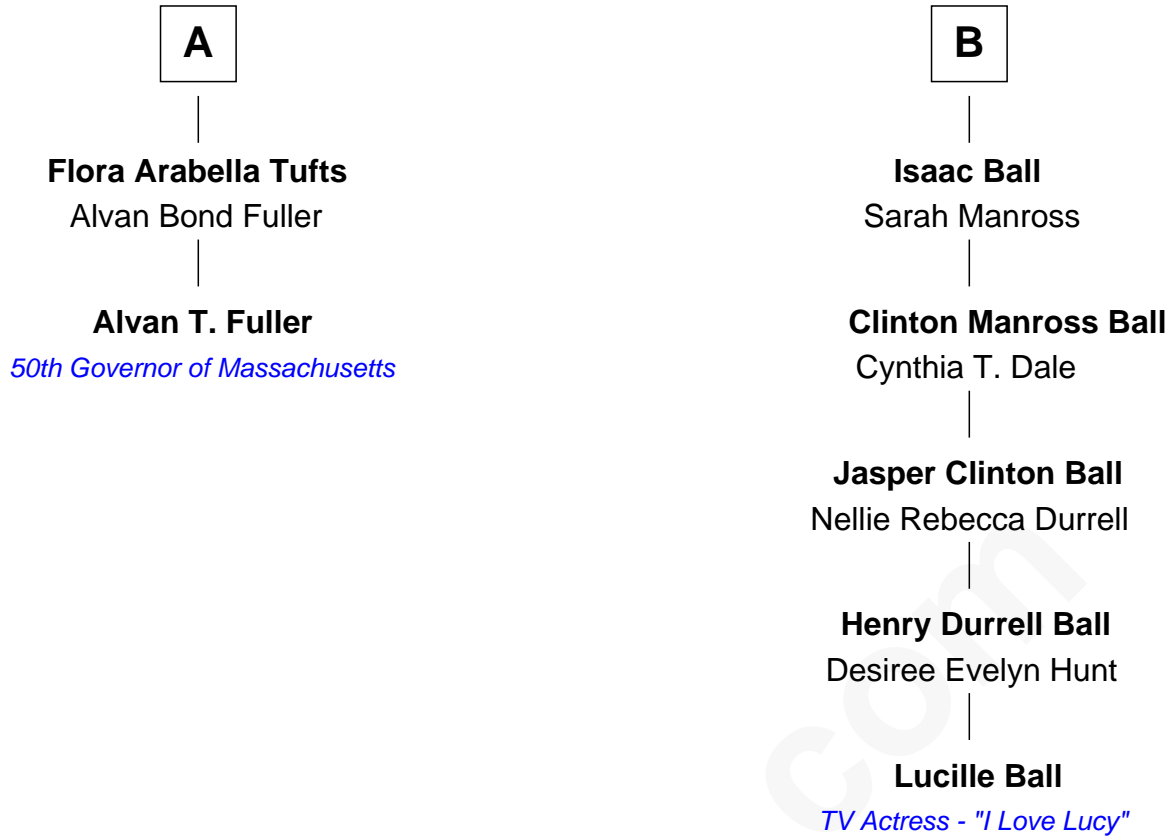 A
Flora Arabella Tufts
Alvan Bond Fuller
Alvan T. Fuller
50th Governor of Massachusetts
B
Isaac Ball
Sarah Manross
Clinton Manross Ball
Cynthia T. Dale
Jasper Clinton Ball
Nellie Rebecca Durrell
Henry Durrell Ball
Desiree Evelyn Hunt
Lucille Ball
TV Actress - "I Love Lucy"
com